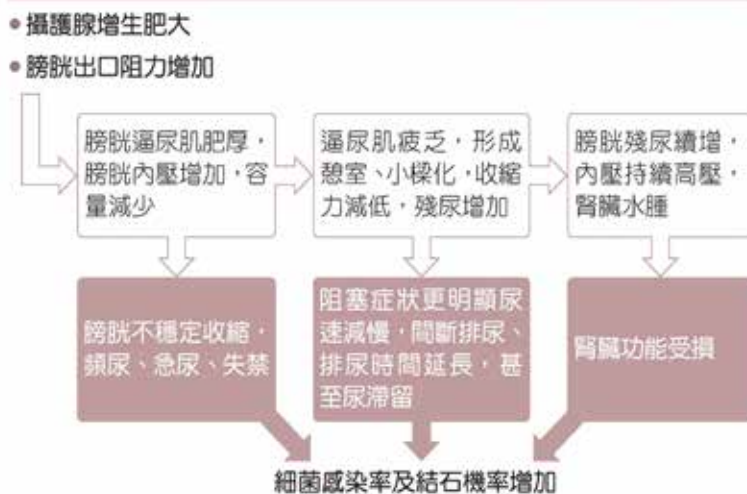 • 攝護腺增生肥大
• 膀胱出口阻力增加
膀胱逼尿肌肥厚，
膀胱內壓增加，容
量減少
逼尿肌疲乏，形成
憩室、小樑化，收縮
力減低，殘尿增加
膀胱殘尿續增，
內壓持續高壓，
腎臟水腫
膀胱不穩定收縮，
頻尿、急尿、失禁
阻塞症狀更明顯尿
速減慢，間斷排尿、
排尿時間延長，甚
至尿滯留
腎臟功能受損
細菌感染率及結石機率增加